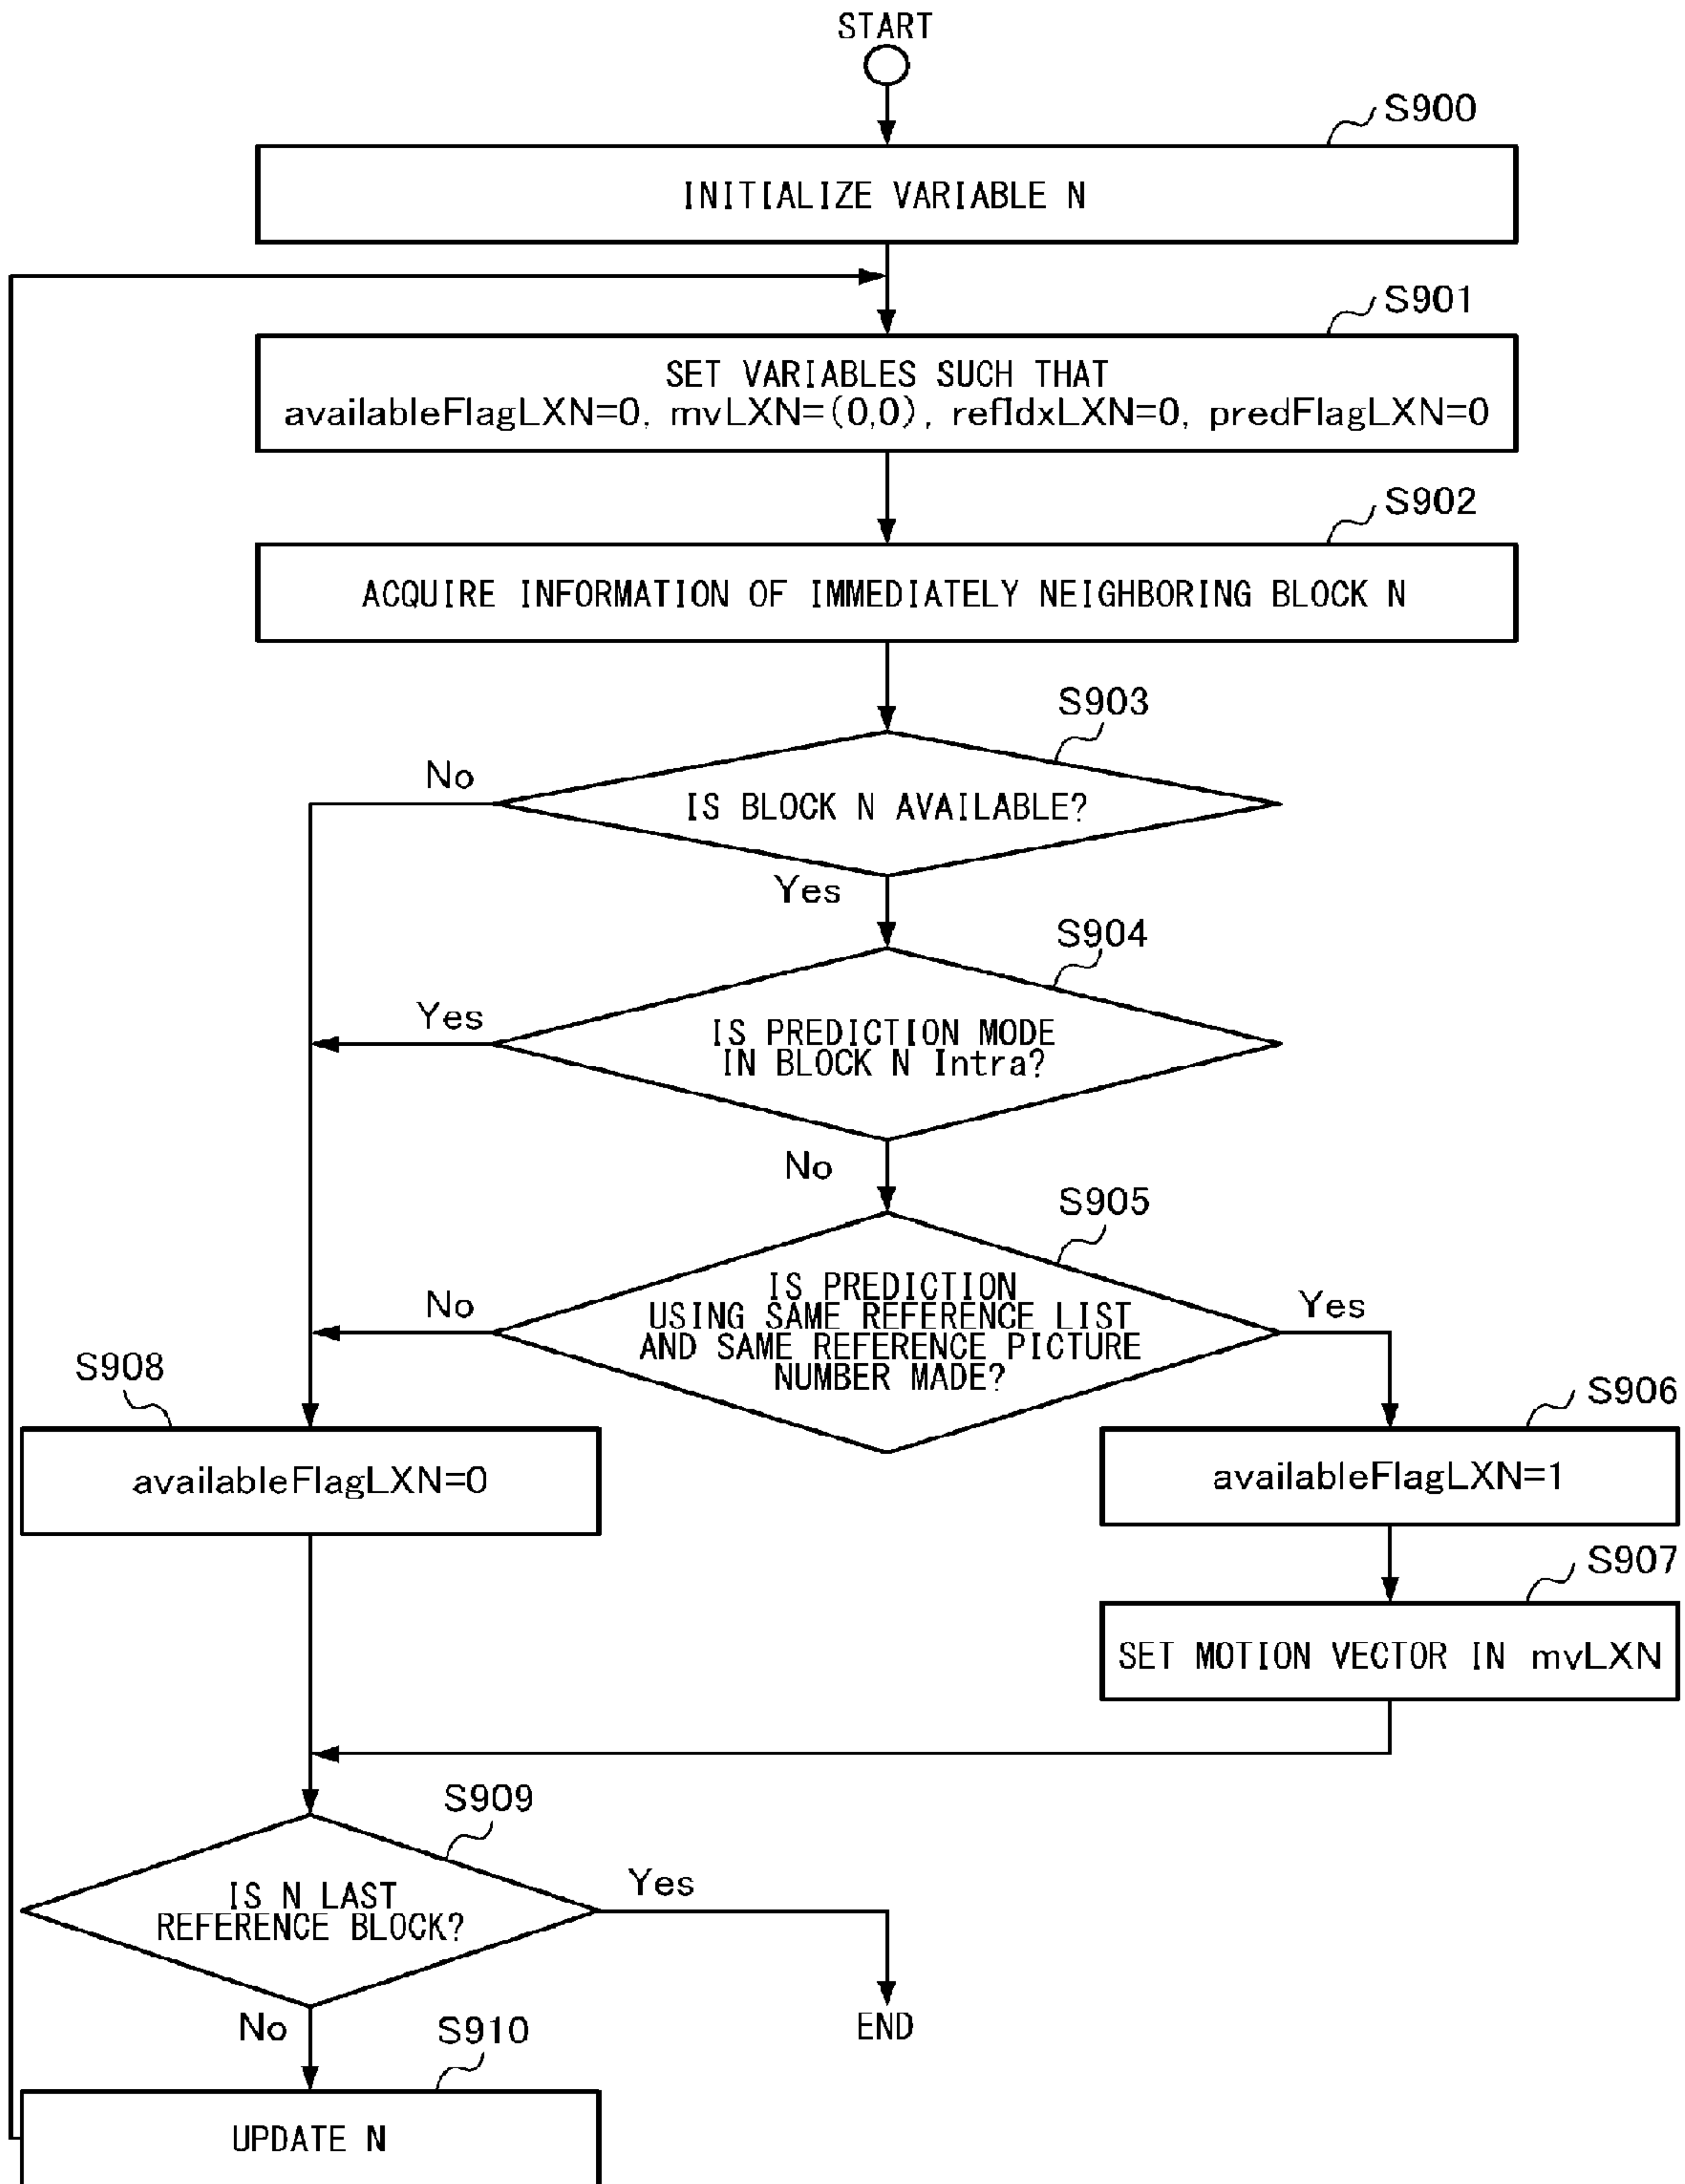 START
S900
INITIALIZE VARIABLE N
S901
SET VARIABLES SUCH THAT
availableFlagLXN=0, mvLXN=(0,0), refIdxLXN=0, predFlagLXN=0
S902
ACQUIRE INFORMATION OF IMMEDIATELY NEIGHBORING BLOCK N
S903
No
IS BLOCK N AVAILABLE?
Yes
S904
Yes
IS PREDICTION MODE
IN BLOCK N Intra?
No
S905
IS PREDICTION
USING SAME REFERENCE LIST
AND SAME REFERENCE PICTURE
NUMBER MADE?
No
Yes
S908
S906
availableFlagLXN=0
availableFlagLXN=1
S907
SET MOTION VECTOR IN mvLXN
S909
IS N LAST
REFERENCE BLOCK?
Yes
No
END
S910
UPDATE N